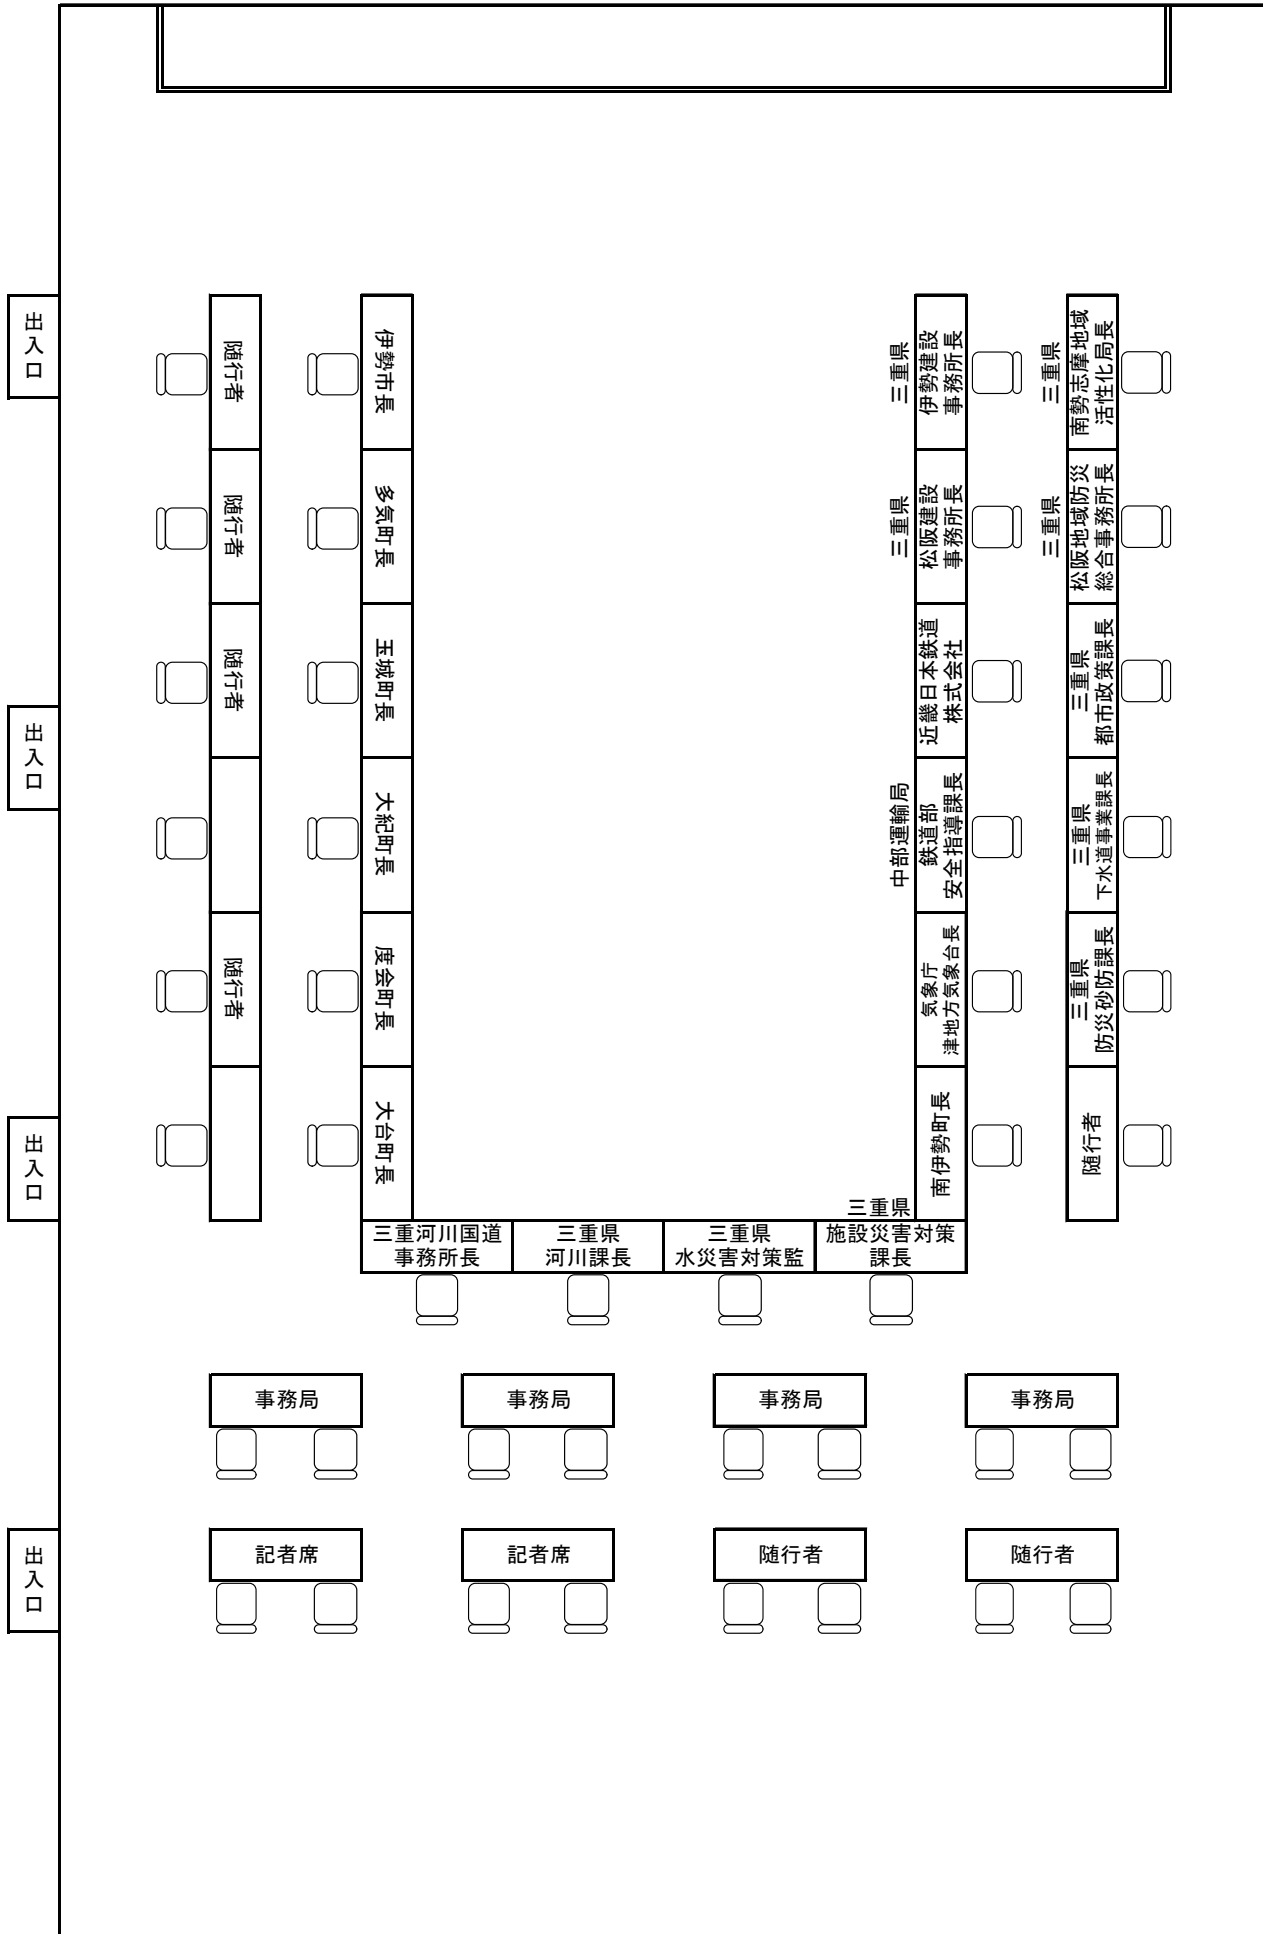 出入口
出入口
出入口
出入口
随行者
随行者
随行者
随行者
伊勢市長
多気町長
玉城町長
大紀町長
度会町長
大台町長
三重県
伊勢建設
事務所長
三重県
松阪建設
事務所長
近畿日本鉄道
株式会社
中部運輸局
鉄道部
安全指導課長
気象庁
津地方気象台長
南伊勢町長
三重県
南勢志摩地域
活性化局長
三重県
松阪地域防災
総合事務所長
三重県
都市政策課長
三重県
下水道事業課長
三重県
防災砂防課長
随行者
三重河川国道
事務所長
三重県
河川課長
三重県
水災害対策監
三重県
施設災害対策
課長
事務局
事務局
事務局
事務局
記者席
記者席
随行者
随行者